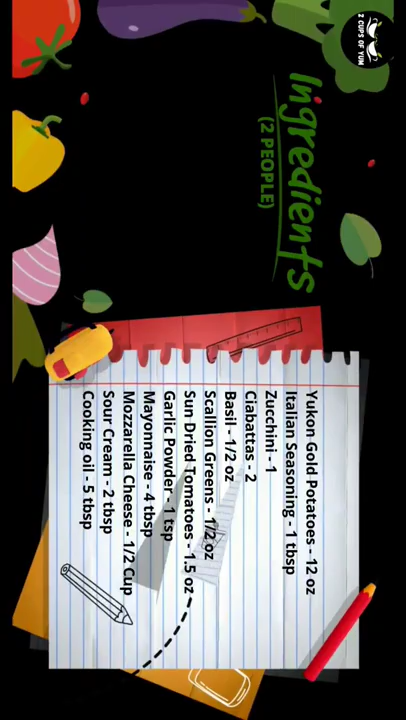 2 CUPS OF YUM
Ingredients
(2 PEOPLE)
Yukon Gold Potatoes - 12 oz
Italian Seasoning - 1 tbsp
Zucchini - 1
Ciabattas - 2
Basil - 1/2 oz
Scallion Greens - 1/2 oz
Sun Dried Tomatoes - 1.5 oz
Garlic Powder - 1 tsp
Mayonnaise - 4 tbsp
Mozzarella Cheese - 1/2 Cup
Sour Cream - 2 tbsp
Cooking oil - 5 tbsp